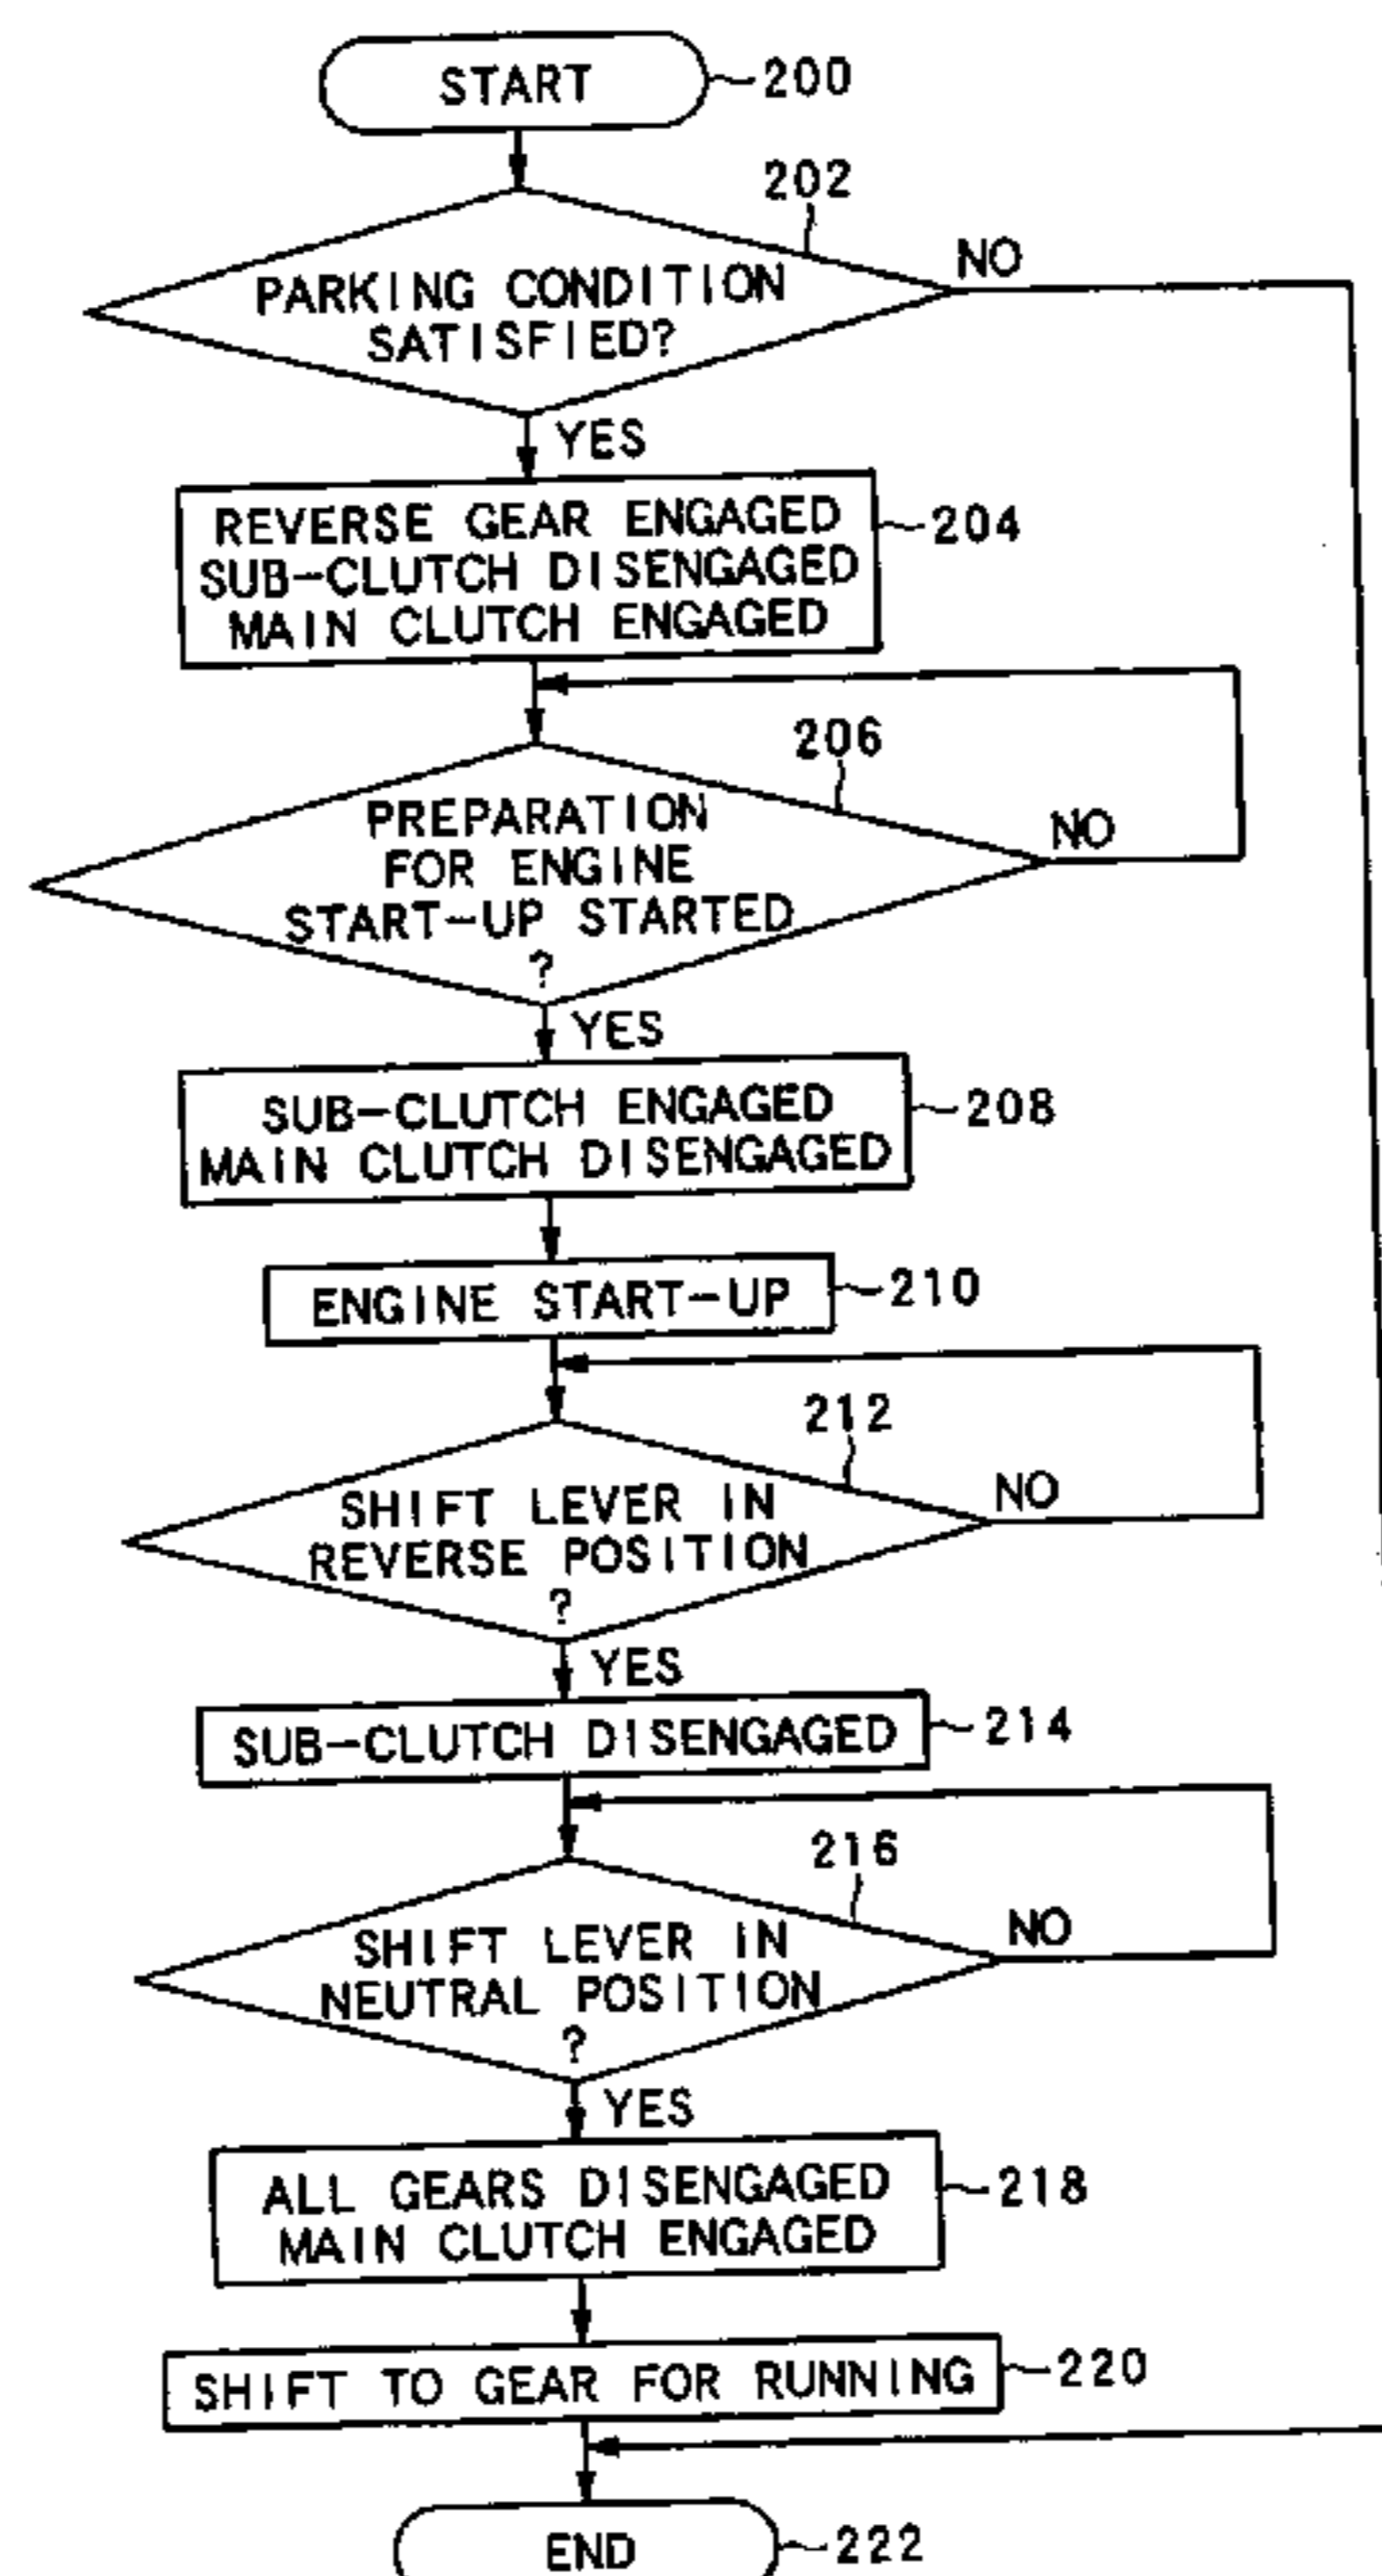 START
200
202
PARKING CONDITION
SATISFIED?
NO
YES
REVERSE GEAR ENGAGED
SUB-CLUTCH DISENGAGED
MAIN CLUTCH ENGAGED
204
206
PREPARATION
FOR ENGINE
START-UP STARTED
?
NO
YES
SUB-CLUTCH ENGAGED
MAIN CLUTCH DISENGAGED
208
ENGINE START-UP
210
212
SHIFT LEVER IN
REVERSE POSITION
?
NO
YES
SUB-CLUTCH DISENGAGED
214
216
SHIFT LEVER IN
NEUTRAL POSITION
?
NO
YES
ALL GEARS DISENGAGED
MAIN CLUTCH ENGAGED
218
SHIFT TO GEAR FOR RUNNING
220
END
222